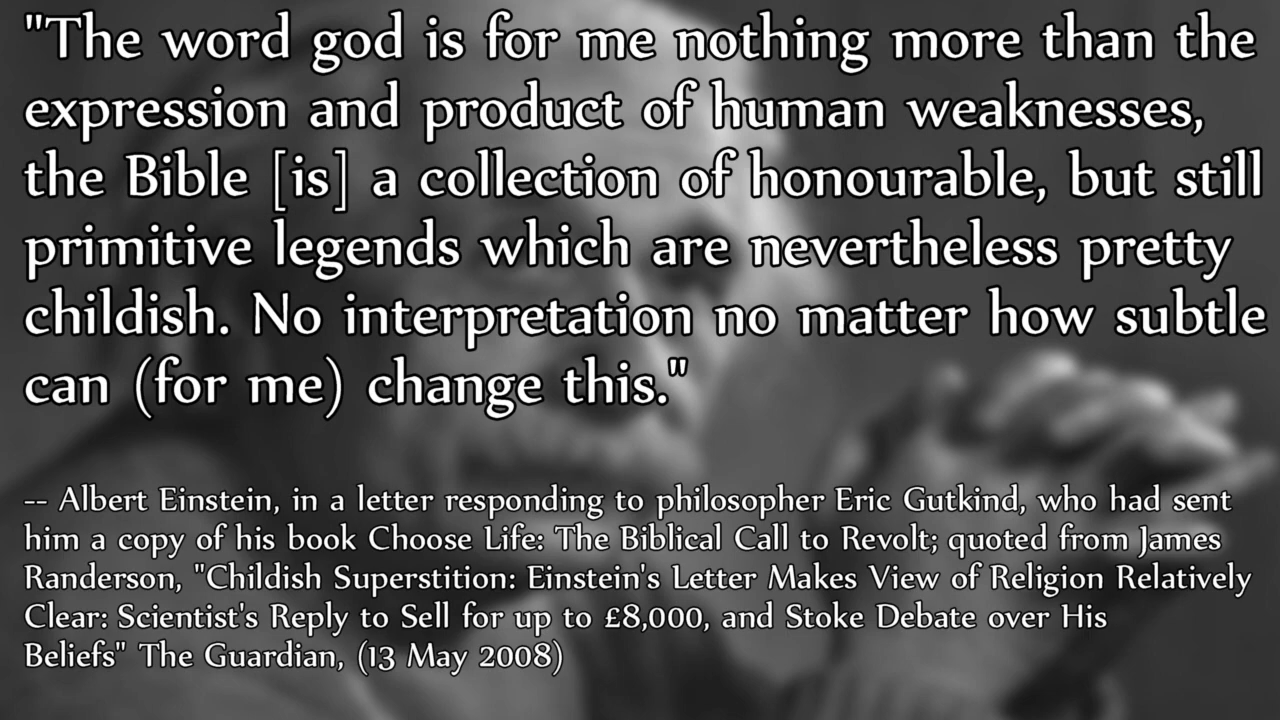 "The word god is for me nothing more than the
expression and product of human weaknesses,
the Bible [is] a collection of honourable, but still
primitive legends which are nevertheless pretty
childish. No interpretation no matter how subtle
can (for me) change this."
-- Albert Einstein, in a letter responding to philosopher Eric Gutkind, who had sent
him a copy of his book Choose Life: The Biblical Call to Revolt; quoted from James
Randerson, "Childish Superstition: Einstein's Letter Makes View of Religion Relatively
Clear: Scientist's Reply to Sell for up to £8,000, and Stoke Debate over His
Beliefs" The Guardian, (13 May 2008)